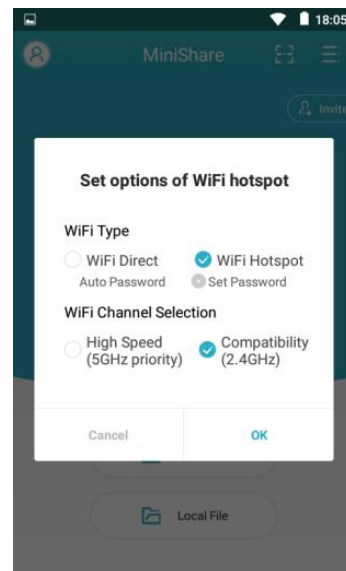 18:05
MiniShare
Invite
Set options of WiFi hotspot
WiFi Type
WiFi Direct
WiFi Hotspot
Auto Password
Set Password
WiFi Channel Selection
High Speed
(5GHz priority)
Compatibility
(2.4GHz)
Cancel
OK
Local File